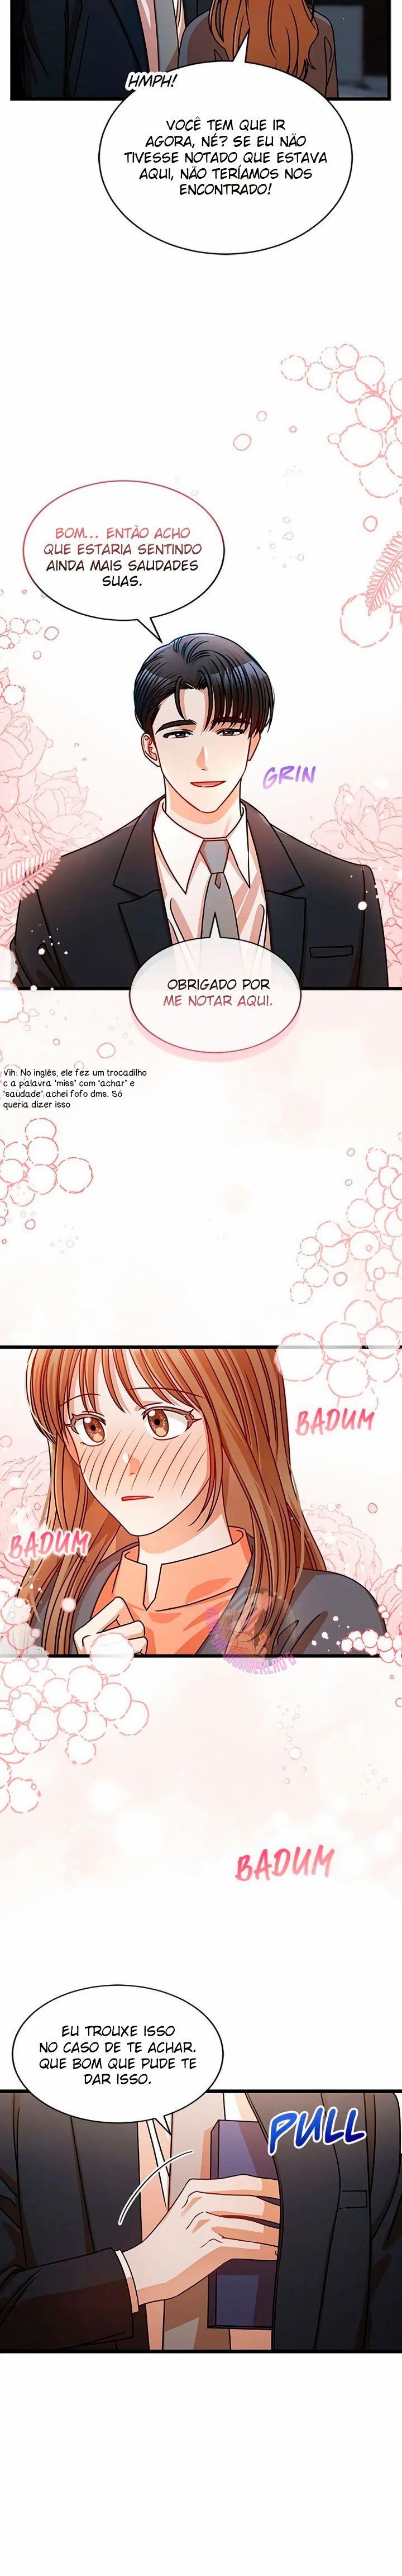 HMPH!
VOCÊ TEM QUE IR
AGORA, NÉ? SE EU NÃO
TIVESSE NOTADO QUE ESTAVA
AQUI, NÃO TERÍAMOS NOS
ENCONTRADO!
BOM... ENTÃO ACHO
QUE ESTARIA SENTINDO
AINDA MAIS SAUDADES
SUAS.
GRIN
OBRIGADO POR
ME NOTAR AQUI.
Vih: No inglês, ele fez um trocadilho
c a palavra 'miss' com 'achar' e
'saudade', achei fofo dms. Só
queria dizer isso
BADUM
BADUM
BADUM
EU TROUXE ISSO
NO CASO DE TE ACHAR.
QUE BOM QUE PUDE TE
DAR ISSO.
PULL